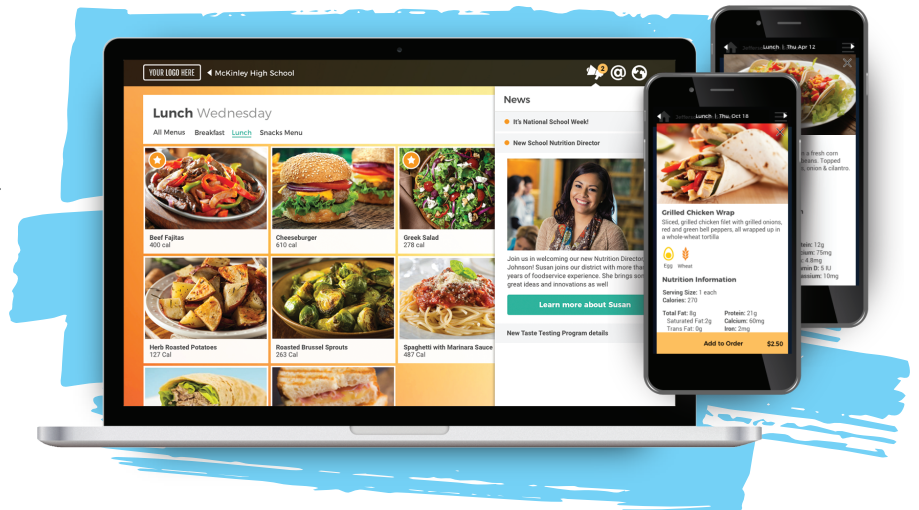 YOUR LOGO HERE
McKinley High School
2
Lunch Wednesday
All Menus Breakfast Lunch Snacks Menu
Beef Fajitas
400 cal
Cheeseburger
610 cal
Greek Salad
278 cal
Herb Roasted Potatoes
127 Cal
Roasted Brussel Sprouts
263 Cal
Spaghetti with Marinara Sauce
487 Cal
News
It's National School Week!
New School Nutrition Director
Join us in welcoming our new Nutrition Director
Johnson! Susan joins our district with more than
years of foodservice experience. She brings
great ideas and innovations as well
Learn more about Susan
New Taste Testing Program details
Lunch | Thu, Oct 18
Grilled Chicken Wrap
Sliced, grilled chicken filet with grilled onions,
red and green bell peppers, all wrapped up in
a whole-wheat tortilla
Egg Wheat
Nutrition Information
Serving Size: 1 each
Calories: 270
Total Fat: 8g Protein: 21g
Saturated Fat:2g Calcium: 60mg
Trans Fat: 0g Iron: 2mg
Add to Order $2.50
Lunch | Thu Apr 12
a fresh corn
beans. Topped
onion & cilantro.
12g
75mg
4.8mg
D: 5 IU
10mg